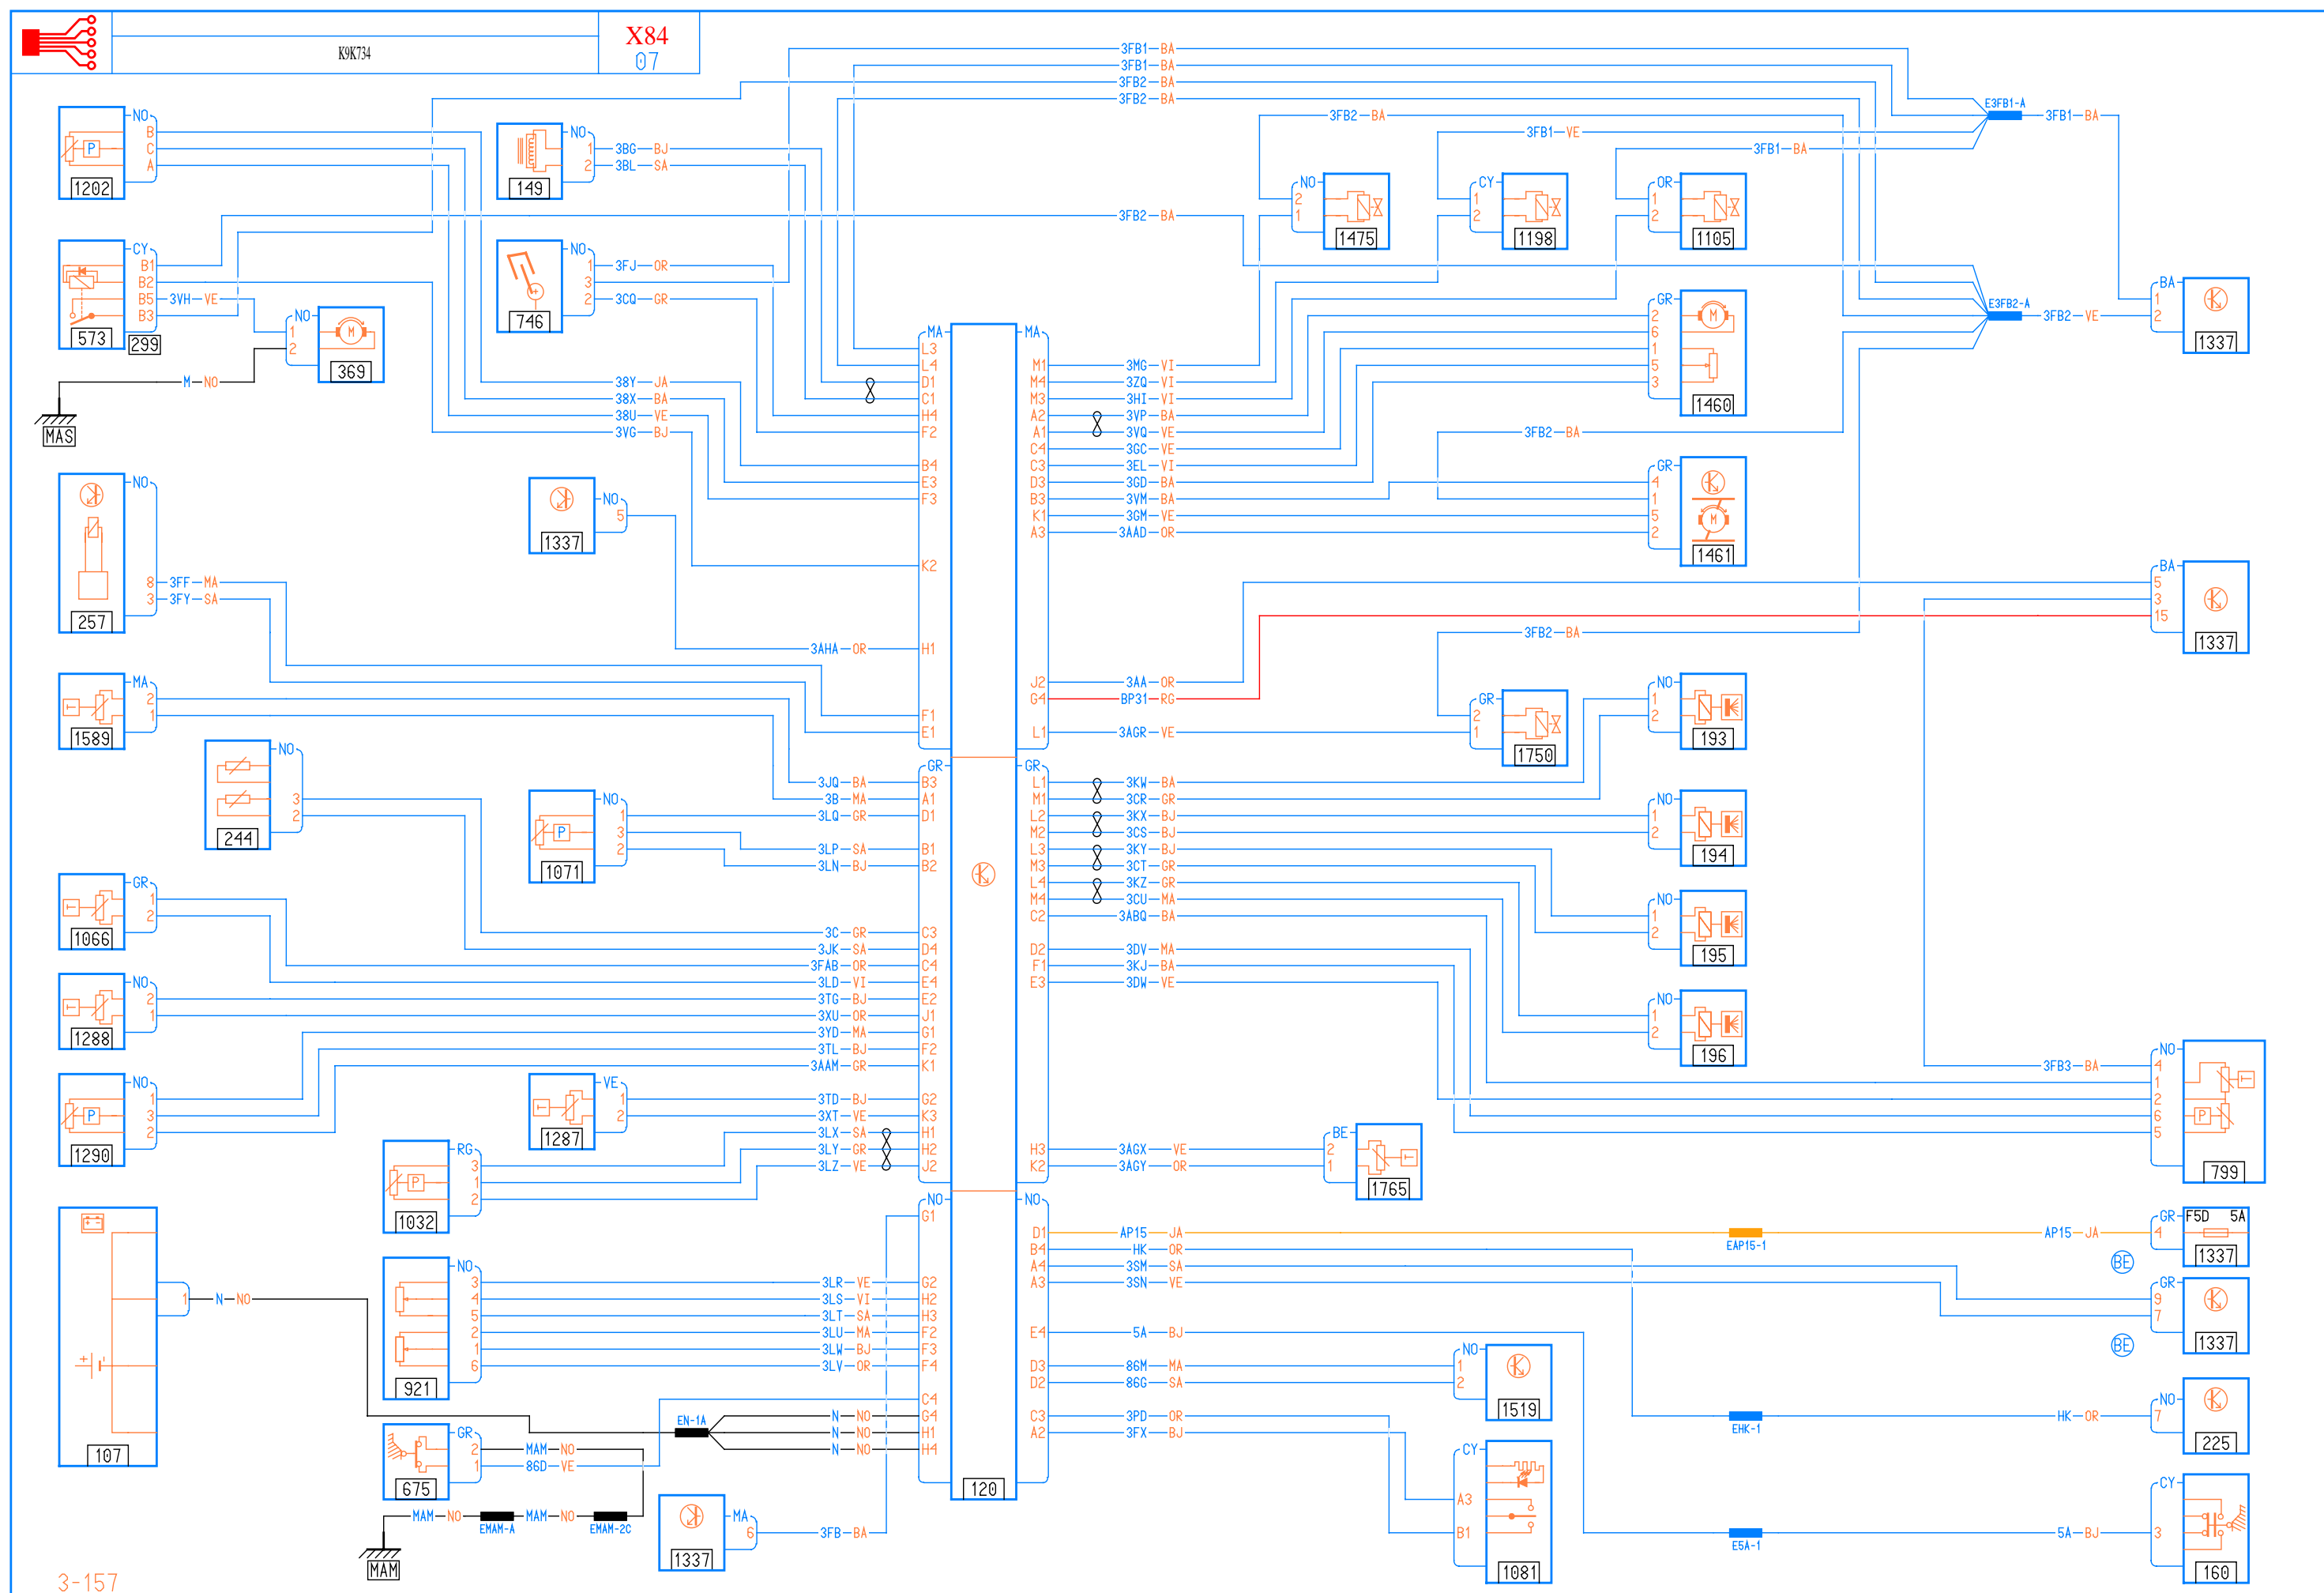 K9K734
X84
07
3FB1 BA
3FB1 BA
3FB2 BA
3FB2 BA
E3FB1-A
3FB1 BA
3FB2 BA
3FB1 VE
3FB1 BA
NO
B
C
A
P
1202
NO
1 3BG BJ
2 3BL SA
149
NO
2
1
1475
CY
1
2
1198
OR
1
2
1105
3FB2 BA
CY
B1
B2
B5 3VH VE
B3
573
299
NO
1
2
M
369
M NO
MAS
NO
1 3FJ OR
3
2 3CQ GR
746
E3FB2-A
3FB2 VE
BA
1
2
1337
GR
2
6
1
5
3
M
1460
MA
L3
L4
D1
C1
H4
F2
B4
E3
F3
K2
H1
F1
E1
38Y JA
38X BA
38U VE
3VG BJ
MA
M1 3MG VI
M4 3ZQ VI
M3 3HI VI
A2 3VP BA
A1 3VQ VE
C4 3GC VE
C3 3EL VI
D3 3GD BA
B3 3VM BA
K1 3GM VE
A3 3AAD OR
3FB2 BA
GR
4
1
5
2
M
1461
NO
8 3FF MA
3 3FY SA
257
NO
5
1337
3AHA OR
BA
5
3
15
1337
3FB2 BA
J2 3AA OR
G4 BP31 RG
L1 3AGR VE
GR
2
1
1750
MA
2
1
T
1589
NO
1
2
193
NO
3
2
244
GR
3JQ BA B3
3B MA A1
3LQ GR D1
3LP SA B1
3LN BJ B2
NO
1
3
2
P
1071
GR
L1 3KW BA
M1 3CR GR
L2 3KX BJ
M2 3CS BJ
L3 3KY BJ
M3 3CT GR
L4 3KZ GR
M4 3CU MA
C2 3ABQ BA
D2 3DV MA
F1 3KJ BA
E3 3DW VE
NO
1
2
194
NO
1
2
195
NO
1
2
196
GR
1
2
T
1066
3C GR C3
3JK SA D4
3FAB OR C4
3LD VI E4
3TG BJ E2
3XU OR J1
3YD MA G1
3TL BJ F2
3AAM GR K1
3TD BJ G2
3XT VE K3
3LX SA H1
3LY GR H2
3LZ VE J2
NO
2
1
T
1288
NO
1
3
2
P
1290
VE
1
2
T
1287
RG
3
1
2
P
1032
H3 3AGX VE
K2 3AGY OR
BE
2
1
T
1765
3FB3 BA
NO
4
1
2
6
5
T
P
799
1 N NO
107
NO
3 3LR VE G2
4 3LS VI H2
5 3LT SA H3
2 3LU MA F2
1 3LW BJ F3
6 3LV OR F4
921
NO
G1
C4
N NO G4
N NO H1
N NO H4
EN-1A
GR
2 MAM NO
1 86D VE
675
MAM NO
EMAM-A
MAM NO
EMAM-2C
MAM
MA
6 3FB BA
1337
120
NO
D1 AP15 JA
B4 HK OR
A4 3SM SA
A3 3SN VE
E4 5A BJ
D3 86M MA
D2 86G SA
C3 3PD OR
A2 3FX BJ
EAP15-1
AP15 JA
GR
4
F5D 5A
1337
BE
GR
9
7
1337
BE
NO
1
2
1519
EHK-1
HK OR
NO
7
225
CY
A3
B1
1081
E5A-1
5A BJ
CY
3
160
3-157